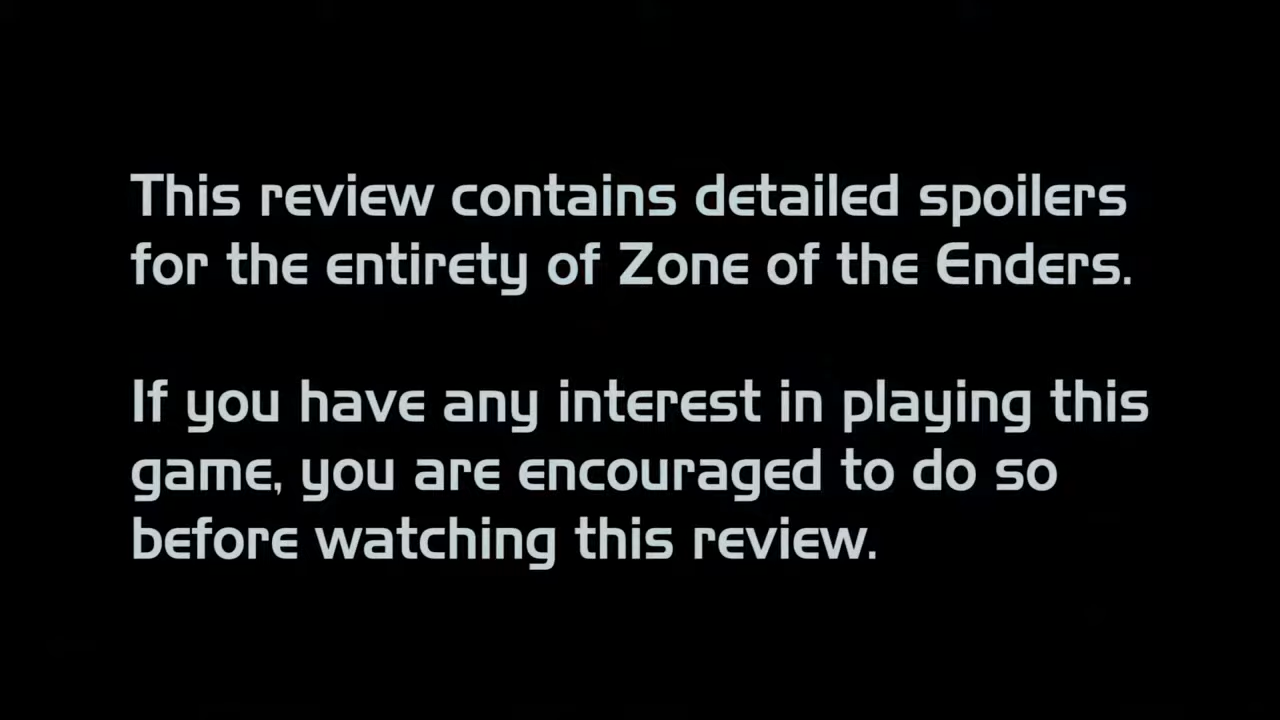 This review contains detailed spoilers
for the entirety of Zone of the Enders.
If you have any interest in playing this
game, you are encouraged to do so
before watching this review.